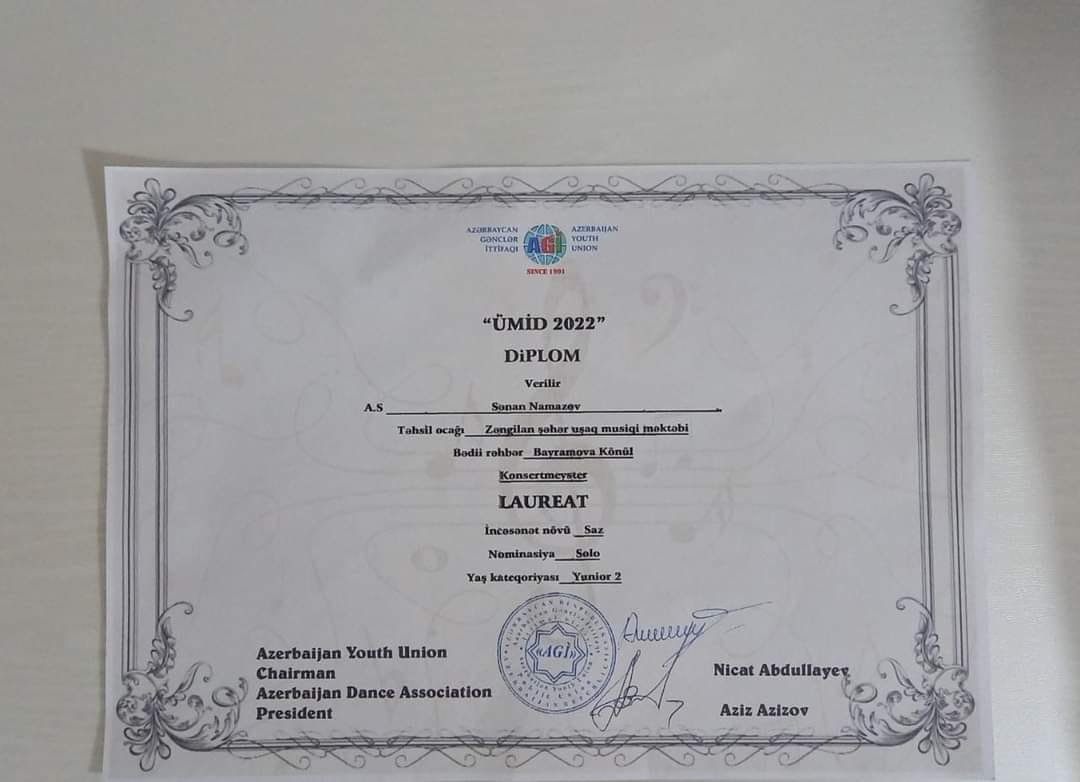 AZƏRBAYCAN
GƏNCLƏR
İTTİFAQI
AGİ
AZERBAIJAN
YOUTH
UNION
SINCE 1991
“ÜMİD 2022”
DiPLOM
Verilir
A.S Sənan Namazov
Təhsil ocağı Zəngilan şəhər uşaq musiqi məktəbi
Bədii rəhbər Bayramova Könül
Konsertmeyster
LAUREAT
İncəsənət növü Saz
Nominasiya Solo
Yaş kateqoriyası Yunior 2
«AGİ»
Azerbaijan Youth Union
Chairman
Azerbaijan Dance Association
President
Nicat Abdullayev
Aziz Azizov